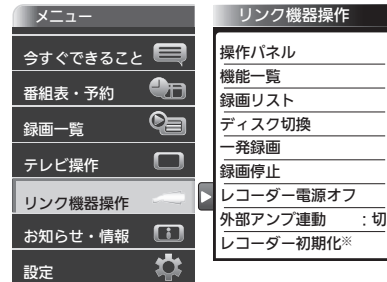 メニュー
今すぐできること
番組表・予約
録画一覧
テレビ操作
リンク機器操作
お知らせ・情報
設定
リンク機器操作
操作パネル
機能一覧
録画リスト
ディスク切換
一発録画
録画停止
レコーダー電源オフ
外部アンプ連動 :切
レコーダー初期化※